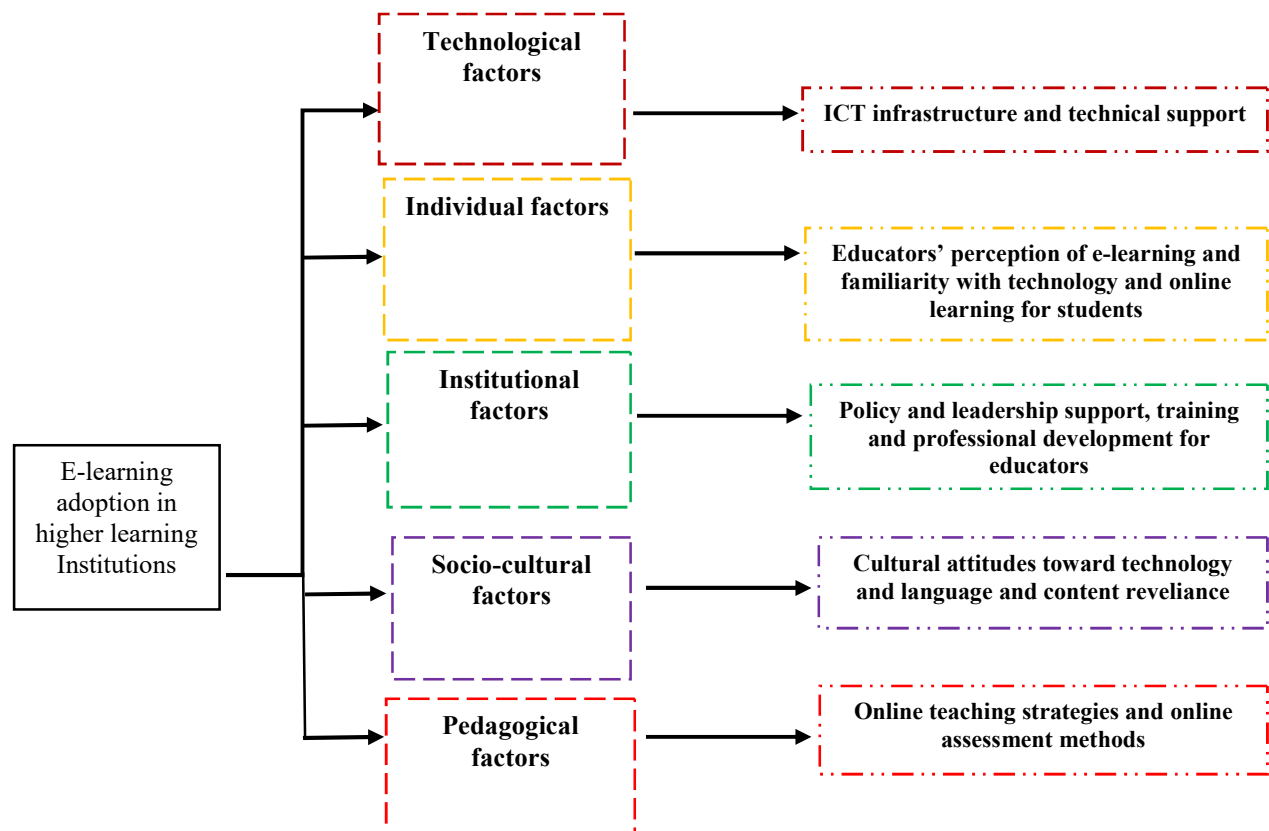 Technological
factors
ICT infrastructure and technical support
Individual factors
Educators’ perception of e-learning and
familiarity with technology and online
learning for students
Institutional
factors
Policy and leadership support, training
and professional development for
educators
E-learning
adoption in
higher learning
Institutions
Socio-cultural
factors
Cultural attitudes toward technology
and language and content reveliance
Pedagogical
factors
Online teaching strategies and online
assessment methods